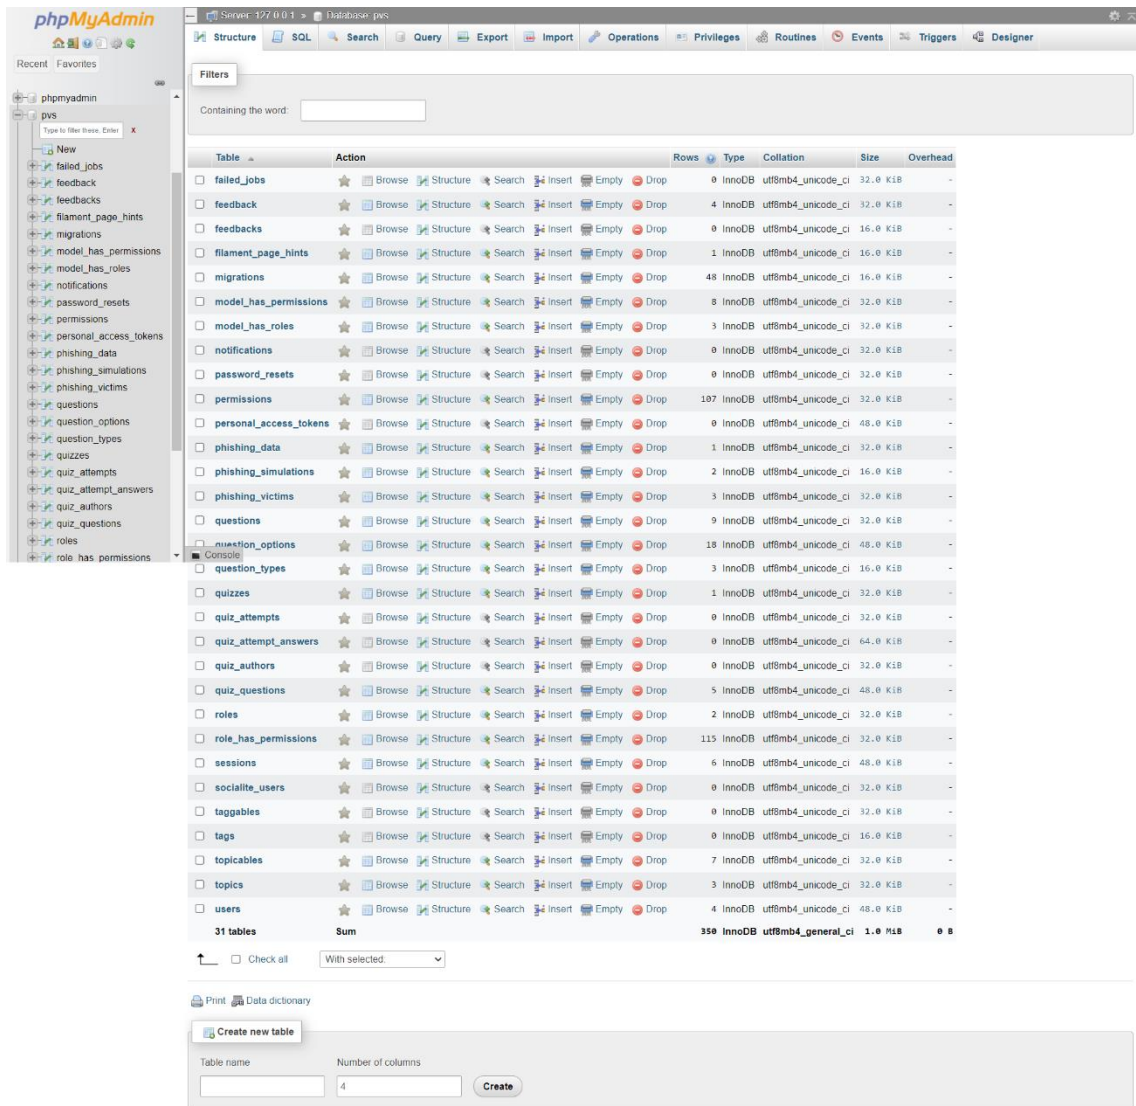 phpMyAdmin
Recent Favorites
phpmyadmin
pvs
Type to filter these, Enter X
New
failed_jobs
feedback
feedbacks
filament_page_hints
migrations
model_has_permissions
model_has_roles
notifications
password_resets
permissions
personal_access_tokens
phishing_data
phishing_simulations
phishing_victims
questions
question_options
question_types
quizzes
quiz_attempts
quiz_attempt_answers
quiz_authors
quiz_questions
roles
role_has_permissions
Server: 127.0.0.1 » Database: pvs
Structure SQL Search Query Export Import Operations Privileges Routines Events Triggers Designer
Filters
Containing the word:
Table Action Rows Type Collation Size Overhead
failed_jobs Browse Structure Search Insert Empty Drop 0 InnoDB utf8mb4_unicode_ci 32.0 KiB -
feedback Browse Structure Search Insert Empty Drop 4 InnoDB utf8mb4_unicode_ci 32.0 KiB -
feedbacks Browse Structure Search Insert Empty Drop 0 InnoDB utf8mb4_unicode_ci 16.0 KiB -
filament_page_hints Browse Structure Search Insert Empty Drop 1 InnoDB utf8mb4_unicode_ci 16.0 KiB -
migrations Browse Structure Search Insert Empty Drop 48 InnoDB utf8mb4_unicode_ci 16.0 KiB -
model_has_permissions Browse Structure Search Insert Empty Drop 8 InnoDB utf8mb4_unicode_ci 32.0 KiB -
model_has_roles Browse Structure Search Insert Empty Drop 3 InnoDB utf8mb4_unicode_ci 32.0 KiB -
notifications Browse Structure Search Insert Empty Drop 0 InnoDB utf8mb4_unicode_ci 32.0 KiB -
password_resets Browse Structure Search Insert Empty Drop 0 InnoDB utf8mb4_unicode_ci 32.0 KiB -
permissions Browse Structure Search Insert Empty Drop 107 InnoDB utf8mb4_unicode_ci 32.0 KiB -
personal_access_tokens Browse Structure Search Insert Empty Drop 0 InnoDB utf8mb4_unicode_ci 48.0 KiB -
phishing_data Browse Structure Search Insert Empty Drop 1 InnoDB utf8mb4_unicode_ci 32.0 KiB -
phishing_simulations Browse Structure Search Insert Empty Drop 2 InnoDB utf8mb4_unicode_ci 16.0 KiB -
phishing_victims Browse Structure Search Insert Empty Drop 3 InnoDB utf8mb4_unicode_ci 32.0 KiB -
questions Browse Structure Search Insert Empty Drop 9 InnoDB utf8mb4_unicode_ci 32.0 KiB -
question_options Browse Structure Search Insert Empty Drop 18 InnoDB utf8mb4_unicode_ci 48.0 KiB -
Console
question_types Browse Structure Search Insert Empty Drop 3 InnoDB utf8mb4_unicode_ci 16.0 KiB -
quizzes Browse Structure Search Insert Empty Drop 1 InnoDB utf8mb4_unicode_ci 32.0 KiB -
quiz_attempts Browse Structure Search Insert Empty Drop 0 InnoDB utf8mb4_unicode_ci 32.0 KiB -
quiz_attempt_answers Browse Structure Search Insert Empty Drop 0 InnoDB utf8mb4_unicode_ci 64.0 KiB -
quiz_authors Browse Structure Search Insert Empty Drop 0 InnoDB utf8mb4_unicode_ci 32.0 KiB -
quiz_questions Browse Structure Search Insert Empty Drop 5 InnoDB utf8mb4_unicode_ci 48.0 KiB -
roles Browse Structure Search Insert Empty Drop 2 InnoDB utf8mb4_unicode_ci 32.0 KiB -
role_has_permissions Browse Structure Search Insert Empty Drop 115 InnoDB utf8mb4_unicode_ci 32.0 KiB -
sessions Browse Structure Search Insert Empty Drop 6 InnoDB utf8mb4_unicode_ci 48.0 KiB -
socialite_users Browse Structure Search Insert Empty Drop 0 InnoDB utf8mb4_unicode_ci 32.0 KiB -
taggables Browse Structure Search Insert Empty Drop 0 InnoDB utf8mb4_unicode_ci 32.0 KiB -
tags Browse Structure Search Insert Empty Drop 0 InnoDB utf8mb4_unicode_ci 16.0 KiB -
topicables Browse Structure Search Insert Empty Drop 7 InnoDB utf8mb4_unicode_ci 32.0 KiB -
topics Browse Structure Search Insert Empty Drop 3 InnoDB utf8mb4_unicode_ci 32.0 KiB -
users Browse Structure Search Insert Empty Drop 4 InnoDB utf8mb4_unicode_ci 48.0 KiB -
31 tables Sum 350 InnoDB utf8mb4_general_ci 1.0 MiB 0 B
Check all With selected:
Print Data dictionary
Create new table
Table name Number of columns
4 Create